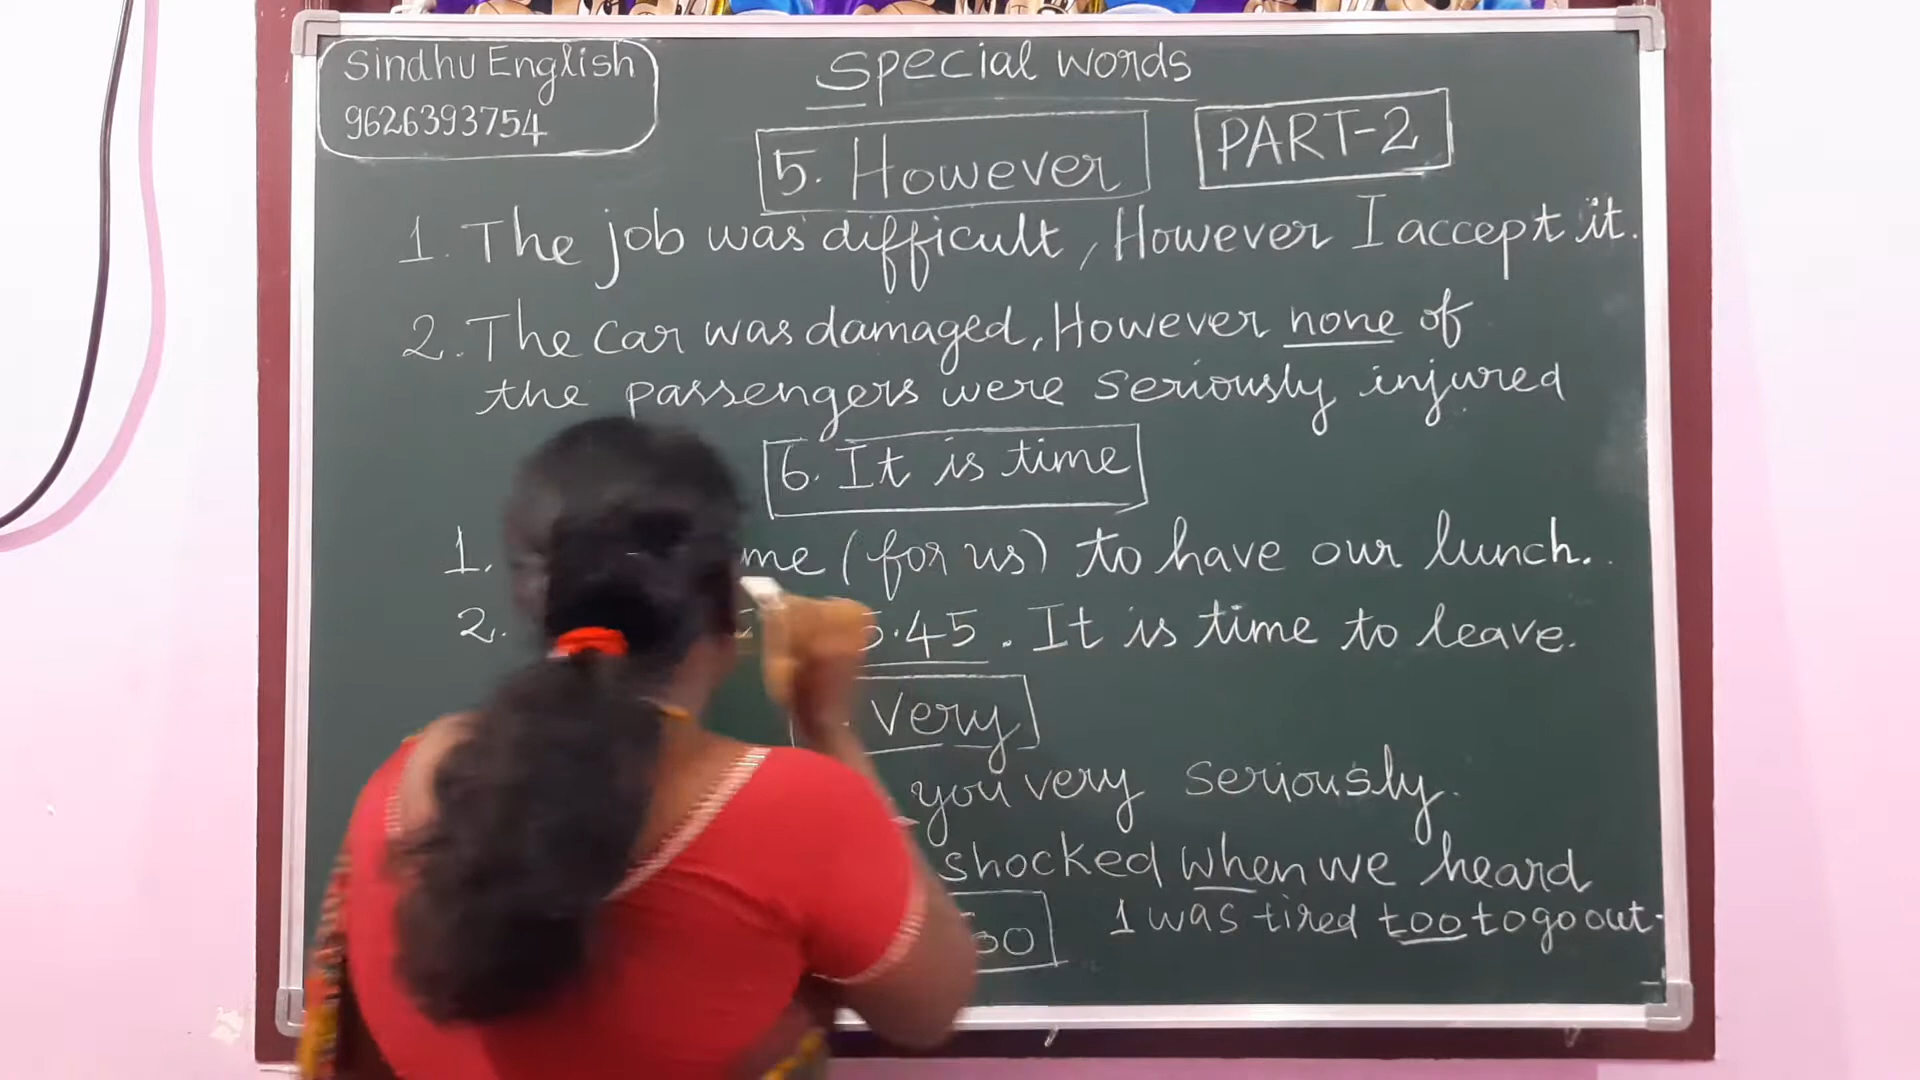 Sindhu English
9626393754
Special words
5. However
PART-2
1. The job was difficult, However I accept it.
2. The car was damaged, However none of
the passengers were seriously injured
6. It is time
1. me (for us) to have our lunch.
2. 5.45. It is time to leave.
. Very
you very seriously.
shocked when we heard
oo
I was tired too to go out.